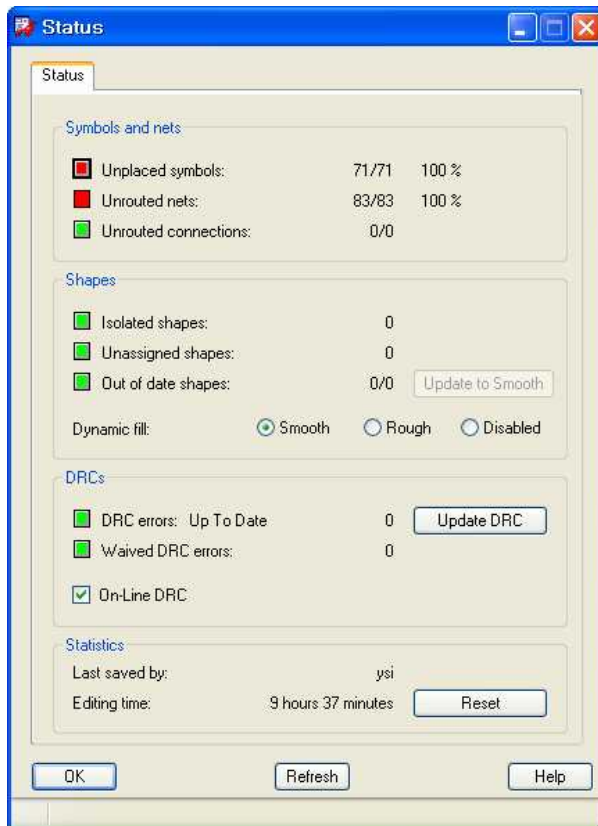 Status
Status
Symbols and nets
Unplaced symbols: 71/71 100 %
Unrouted nets: 83/83 100 %
Unrouted connections: 0/0
Shapes
Isolated shapes: 0
Unassigned shapes: 0
Out of date shapes: 0/0 Update to Smooth
Dynamic fill: Smooth Rough Disabled
DRCs
DRC errors: Up To Date 0 Update DRC
Waived DRC errors: 0
On-Line DRC
Statistics
Last saved by: ysi
Editing time: 9 hours 37 minutes Reset
OK Refresh Help